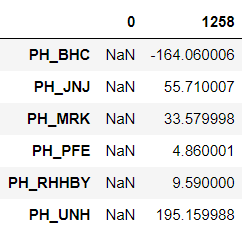 0 1258
PH_BHC NaN -164.060006
PH_JNJ NaN 55.710007
PH_MRK NaN 33.579998
PH_PFE NaN 4.860001
PH_RHHBY NaN 9.590000
PH_UNH NaN 195.159988